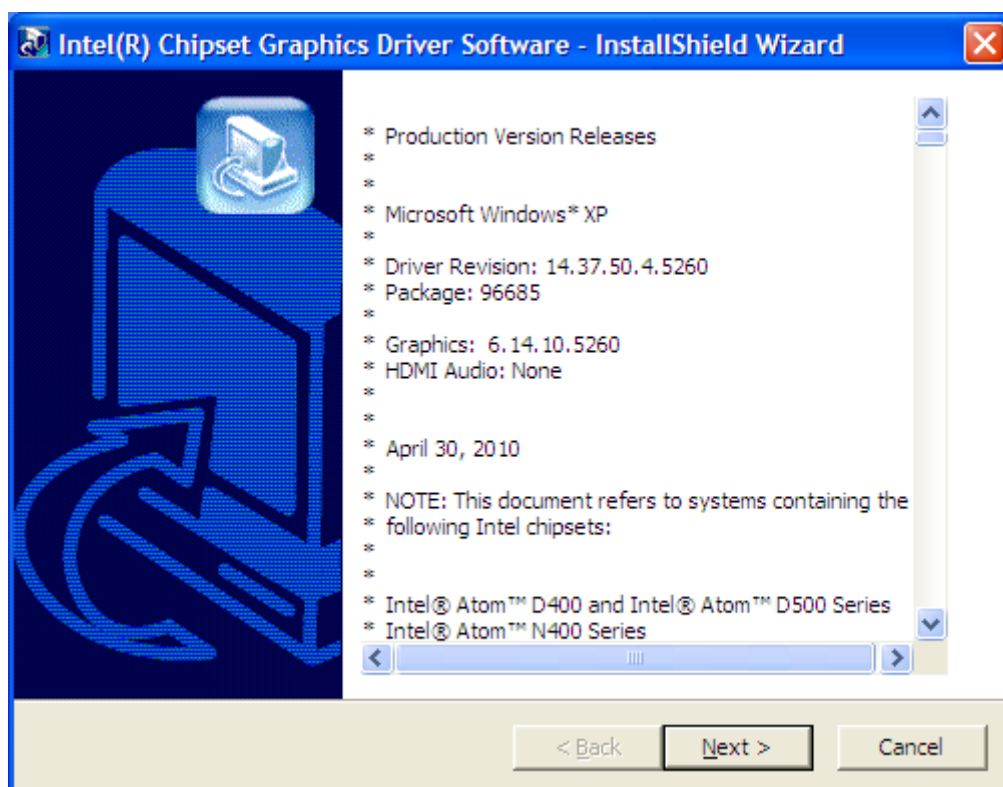 Intel(R) Chipset Graphics Driver Software - InstallShield Wizard
* Production Version Releases
*
*
* Microsoft Windows* XP
*
* Driver Revision: 14.37.50.4.5260
* Package: 96685
*
* Graphics:  6.14.10.5260
* HDMI Audio: None
*
*
* April 30, 2010
*
* NOTE: This document refers to systems containing the
* following Intel chipsets:
*
*
* Intel® Atom™ D400 and Intel® Atom™ D500 Series
* Intel® Atom™ N400 Series
< Back
Next >
Cancel